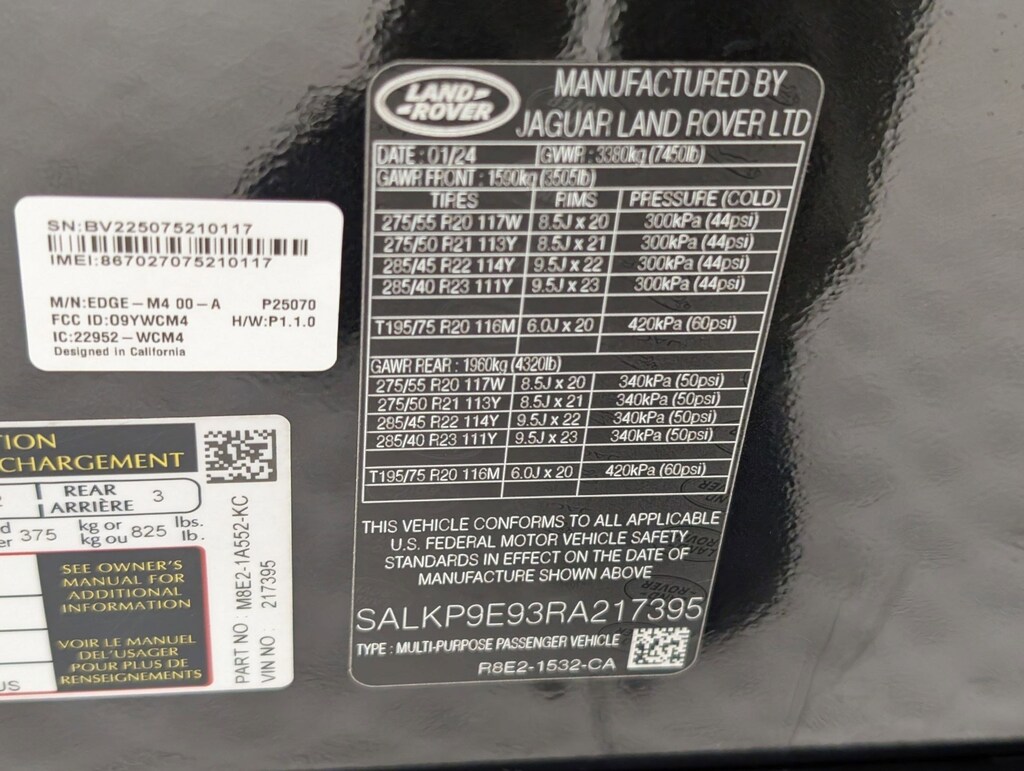 LAND-
-ROVER
MANUFACTURED BY
JAGUAR LAND ROVER LTD
DATE : 01/24 GVWR : 3380kg (7450lb)
GAWR FRONT : 1590kg (3505lb)
TIRES RIMS PRESSURE (COLD)
275/55 R20 117W 8.5J x 20 300kPa (44psi)
275/50 R21 113Y 8.5J x 21 300kPa (44psi)
285/45 R22 114Y 9.5J x 22 300kPa (44psi)
285/40 R23 111Y 9.5J x 23 300kPa (44psi)
T195/75 R20 116M 6.0J x 20 420kPa (60psi)
GAWR REAR : 1960kg (4320lb)
275/55 R20 117W 8.5J x 20 340kPa (50psi)
275/50 R21 113Y 8.5J x 21 340kPa (50psi)
285/45 R22 114Y 9.5J x 22 340kPa (50psi)
285/40 R23 111Y 9.5J x 23 340kPa (50psi)
T195/75 R20 116M 6.0J x 20 420kPa (60psi)
THIS VEHICLE CONFORMS TO ALL APPLICABLE
U.S. FEDERAL MOTOR VEHICLE SAFETY
STANDARDS IN EFFECT ON THE DATE OF
MANUFACTURE SHOWN ABOVE
SALKP9E93RA217395
TYPE : MULTI-PURPOSE PASSENGER VEHICLE
R8E2-1532-CA
SN:BV225075210117
IMEI:867027075210117
M/N:EDGE-M4 00-A P25070
FCC ID:O9YWCM4 H/W:P1.1.0
IC:22952-WCM4
Designed in California
TION
CHARGEMENT
REAR 3
ARRIÈRE
375 kg or 825 lbs.
kg ou lb.
SEE OWNER'S
MANUAL FOR
ADDITIONAL
INFORMATION
VOIR LE MANUEL
DEL'USAGER
POUR PLUS DE
RENSEIGNEMENTS
US
PART NO : M8E2-1A552-KC
VIN NO : 217395